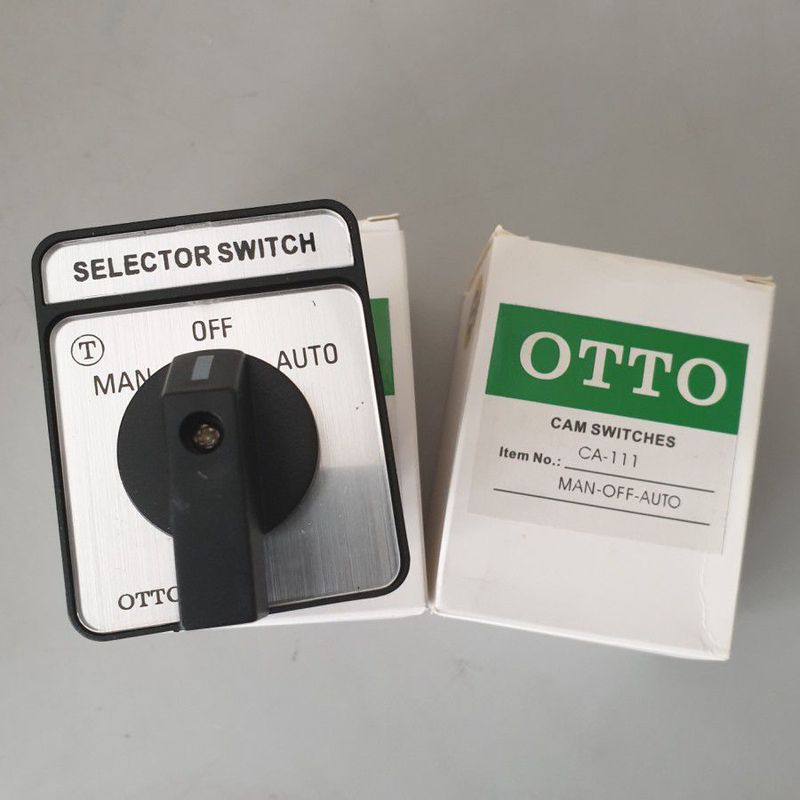 SELECTOR SWITCH
T
OFF
MAN
AUTO
OTTO
OTTO
CAM SWITCHES
Item No.: CA-111
MAN-OFF-AUTO